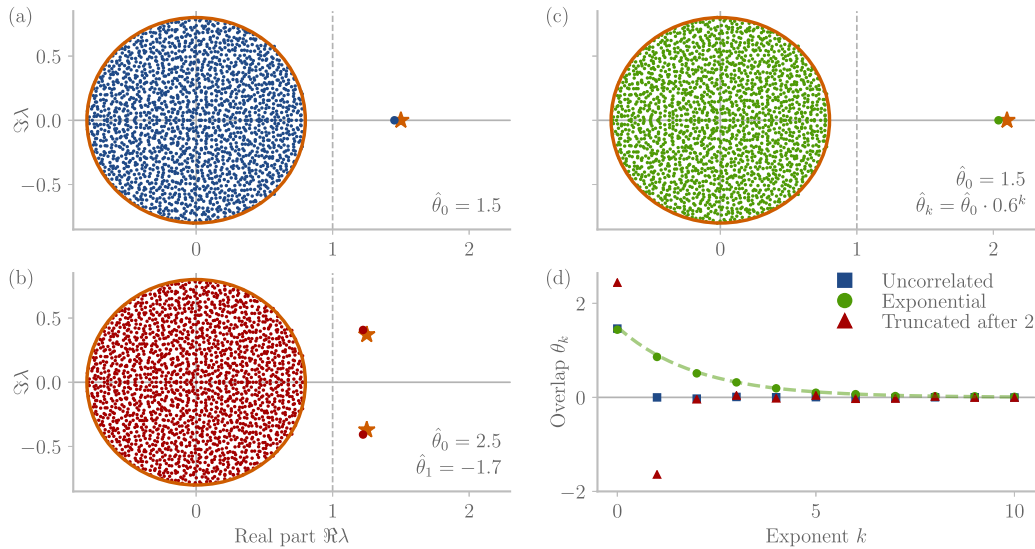 (a)
0.5
0.0
−0.5
ℑλ
θ̂₀ = 1.5
0
1
2
(c)
θ̂₀ = 1.5
θ̂ₖ = θ̂₀ · 0.6ᵏ
0
1
2
(b)
0.5
0.0
−0.5
ℑλ
θ̂₀ = 2.5
θ̂₁ = −1.7
0
1
2
Real part ℜλ
(d)
Uncorrelated
Exponential
Truncated after 2
2
0
−2
Overlap θₖ
0
5
10
Exponent k